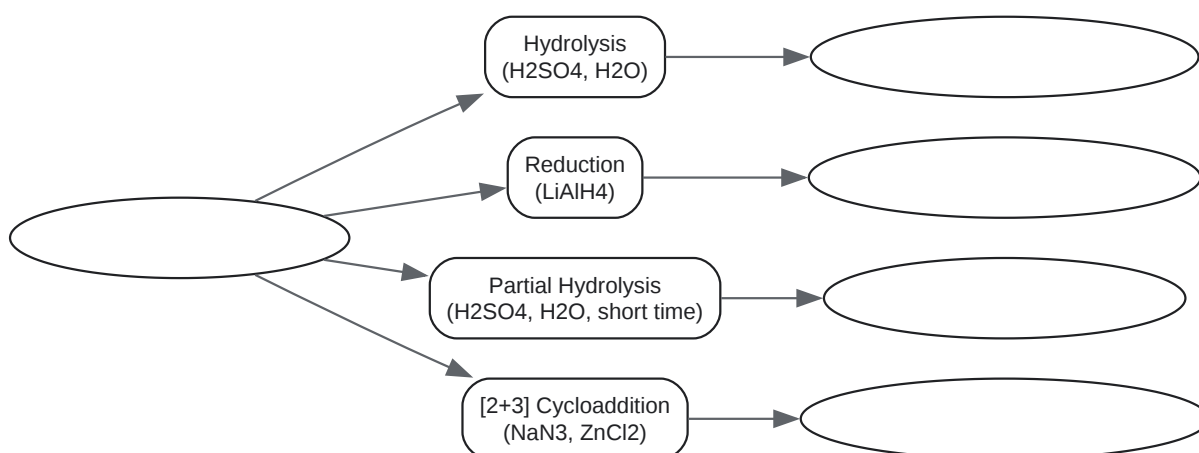 Hydrolysis
(H2SO4, H2O)
Reduction
(LiAlH4)
Partial Hydrolysis
(H2SO4, H2O, short time)
[2+3] Cycloaddition
(NaN3, ZnCl2)